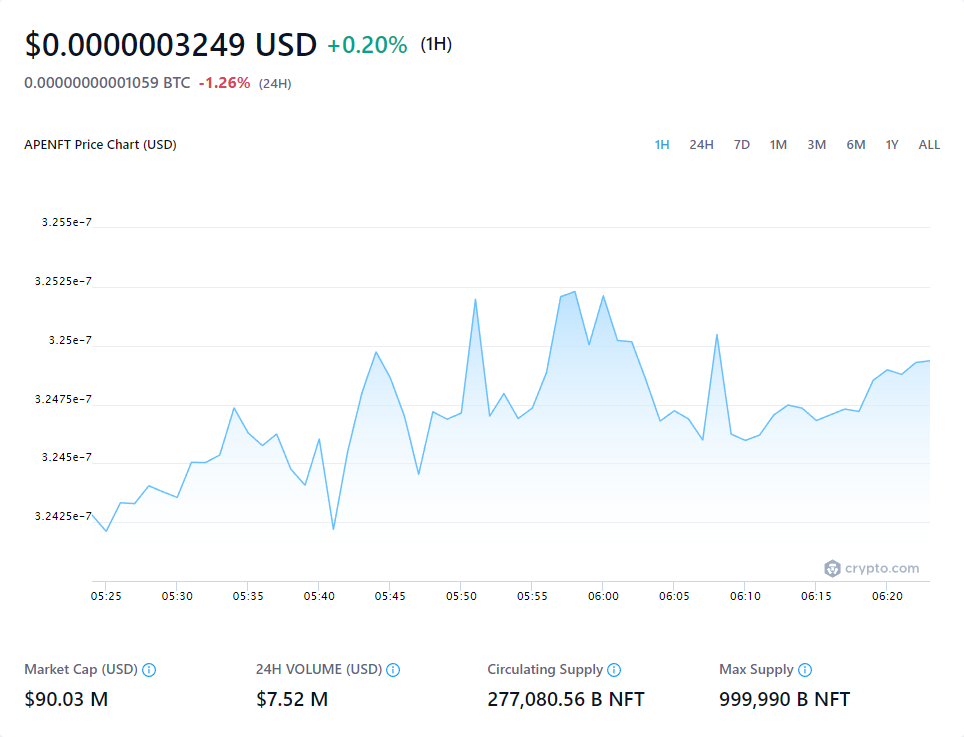 $0.0000003249 USD +0.20% (1H)
0.00000000001059 BTC -1.26% (24H)
APENFT Price Chart (USD) 1H 24H 7D 1M 3M 6M 1Y ALL
3.255e-7
3.2525e-7
3.25e-7
3.2475e-7
3.245e-7
3.2425e-7
crypto.com
05:25 05:30 05:35 05:40 05:45 05:50 05:55 06:00 06:05 06:10 06:15 06:20
Market Cap (USD) 24H VOLUME (USD) Circulating Supply Max Supply
$90.03 M $7.52 M 277,080.56 B NFT 999,990 B NFT